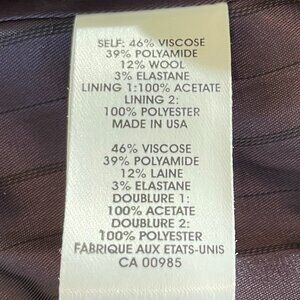 SELF: 46% VISCOSE
39% POLYAMIDE
12% WOOL
3% ELASTANE
LINING 1:100% ACETATE
LINING 2:
100% POLYESTER
MADE IN USA
46% VISCOSE
39% POLYAMIDE
12% LAINE
3% ELASTANE
DOUBLURE 1:
100% ACETATE
DOUBLURE 2:
100% POLYESTER
FABRIQUE AUX ETATS-UNIS
CA 00985